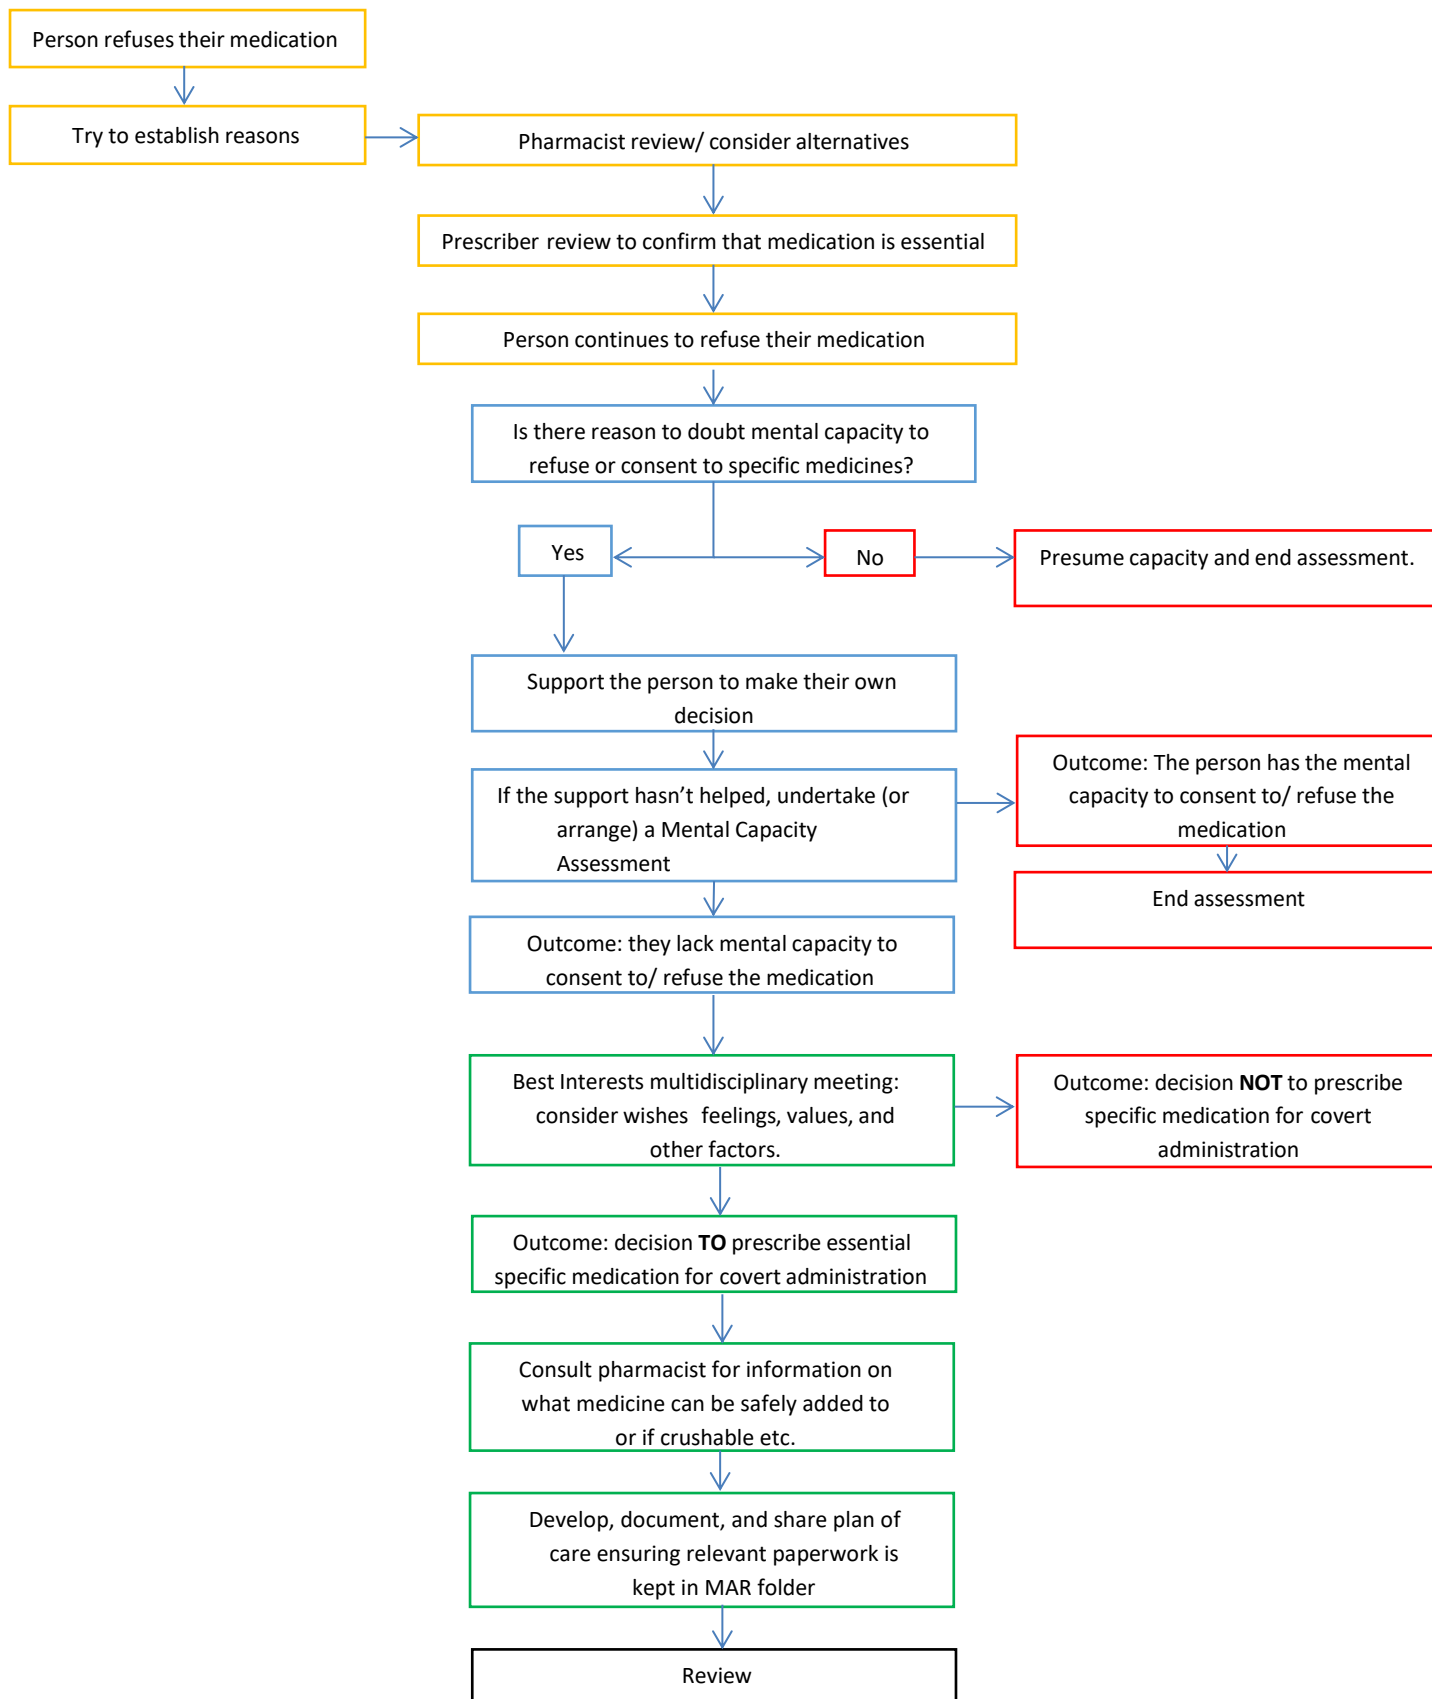 Person refuses their medication
Try to establish reasons
Pharmacist review/ consider alternatives
Prescriber review to confirm that medication is essential
Person continues to refuse their medication
Is there reason to doubt mental capacity to
refuse or consent to specific medicines?
Yes
No
Presume capacity and end assessment.
Support the person to make their own
decision
If the support hasn’t helped, undertake (or
arrange) a Mental Capacity
Assessment
Outcome: The person has the mental
capacity to consent to/ refuse the
medication
End assessment
Outcome: they lack mental capacity to
consent to/ refuse the medication
Best Interests multidisciplinary meeting:
consider wishes feelings, values, and
other factors.
Outcome: decision NOT to prescribe
specific medication for covert
administration
Outcome: decision TO prescribe essential
specific medication for covert administration
Consult pharmacist for information on
what medicine can be safely added to
or if crushable etc.
Develop, document, and share plan of
care ensuring relevant paperwork is
kept in MAR folder
Review